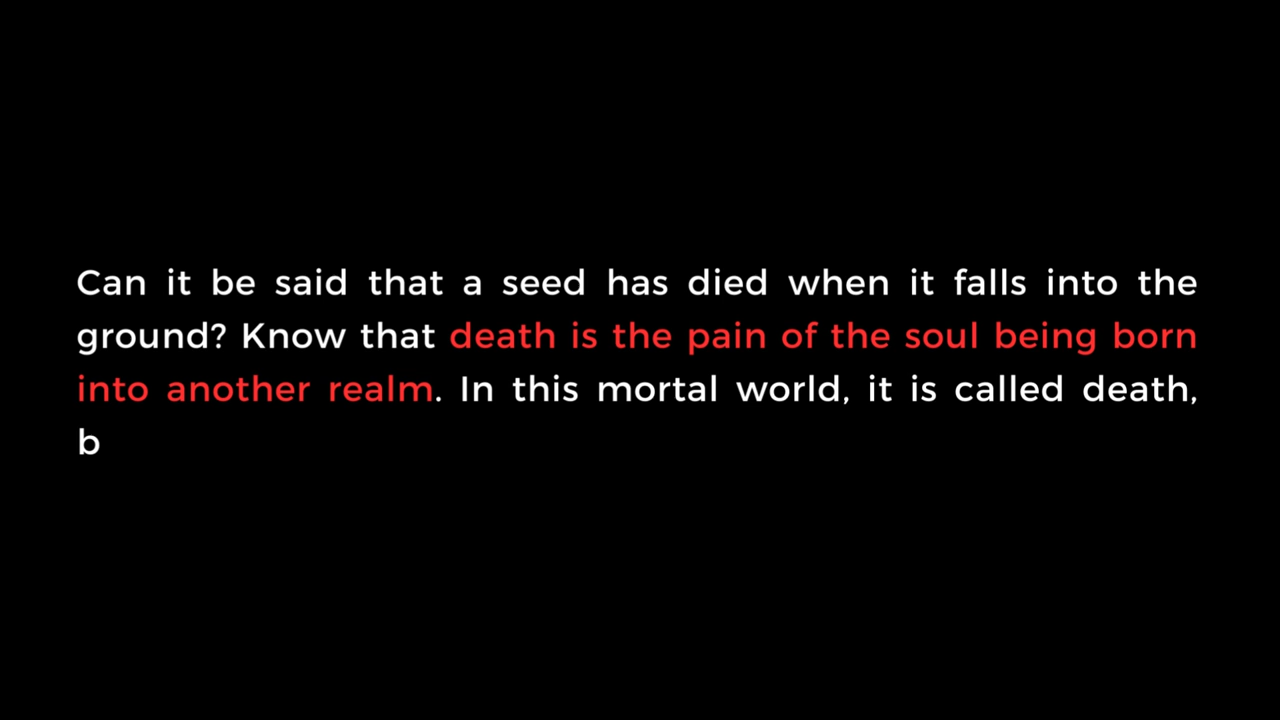 Can it be said that a seed has died when it falls into the
ground? Know that death is the pain of the soul being born
into another realm. In this mortal world, it is called death,
b